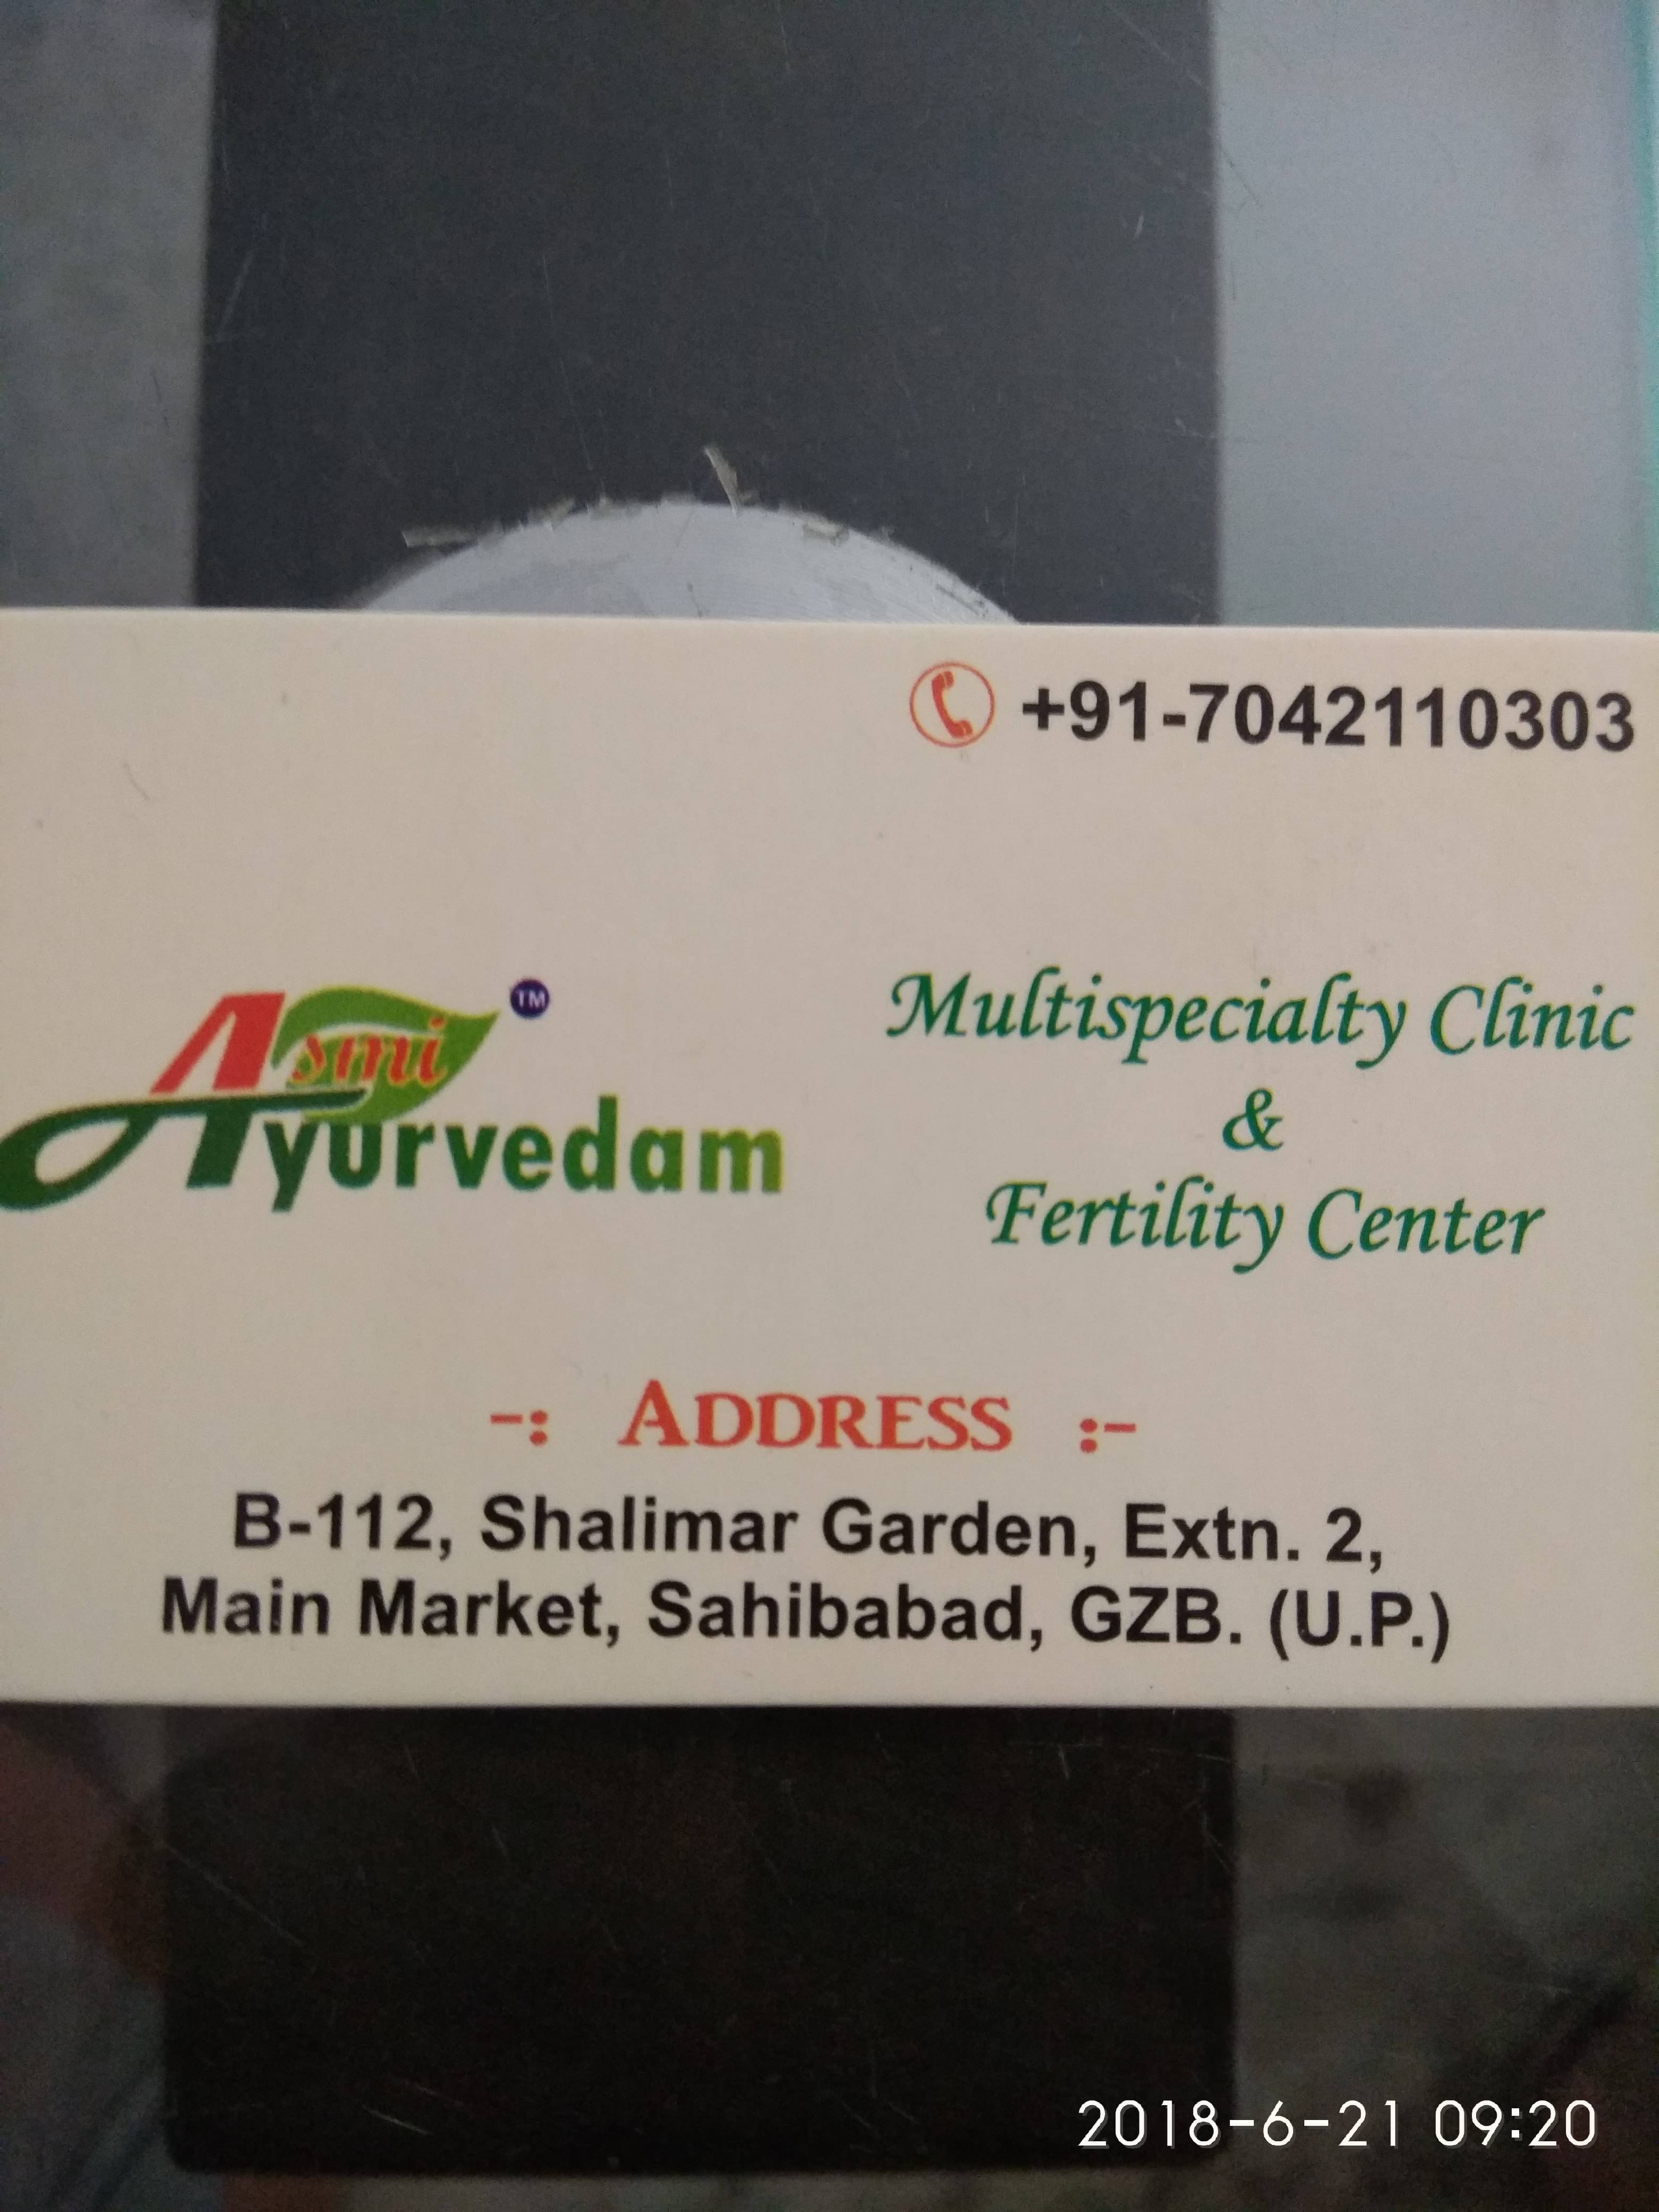 +91-7042110303
Asmi TM
Ayurvedam
Multispecialty Clinic
&
Fertility Center
-: ADDRESS :-
B-112, Shalimar Garden, Extn. 2,
Main Market, Sahibabad, GZB. (U.P.)
2018-6-21 09:20